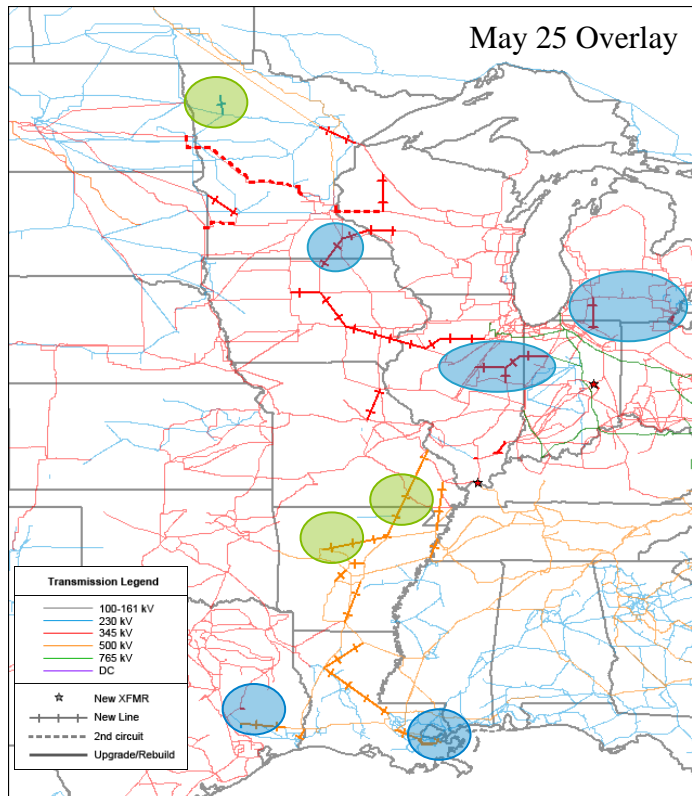 May 25 Overlay
Transmission Legend
100-161 kV
230 kV
345 kV
500 kV
765 kV
DC
New XFMR
New Line
2nd circuit
Upgrade/Rebuild